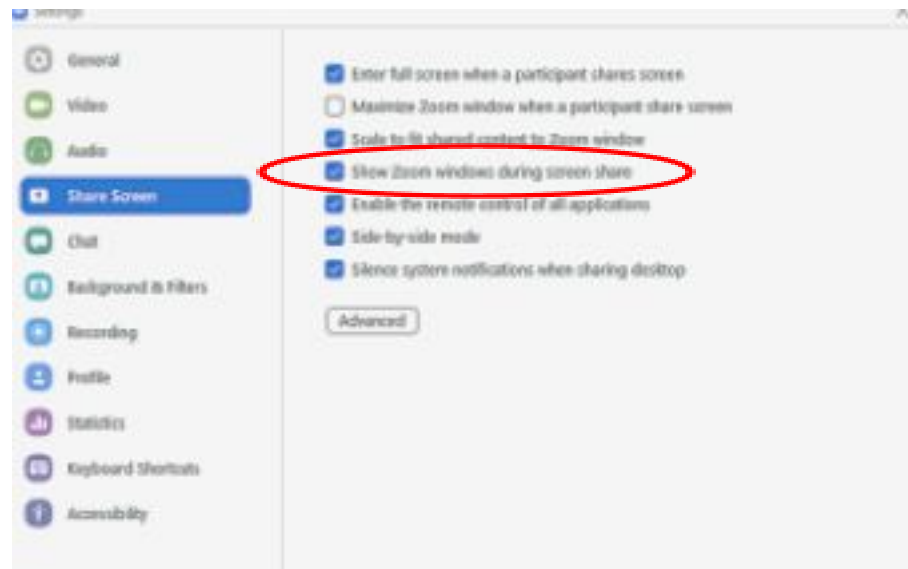 Settings
General
Video
Audio
Share Screen
Chat
Background & Filters
Recording
Profile
Statistics
Keyboard Shortcuts
Accessibility
Enter full screen when a participant shares screen
Maximize Zoom window when a participant share screen
Scale to fit shared content to Zoom window
Show Zoom windows during screen share
Enable the remote control of all applications
Side-by-side mode
Silence system notifications when sharing desktop
Advanced